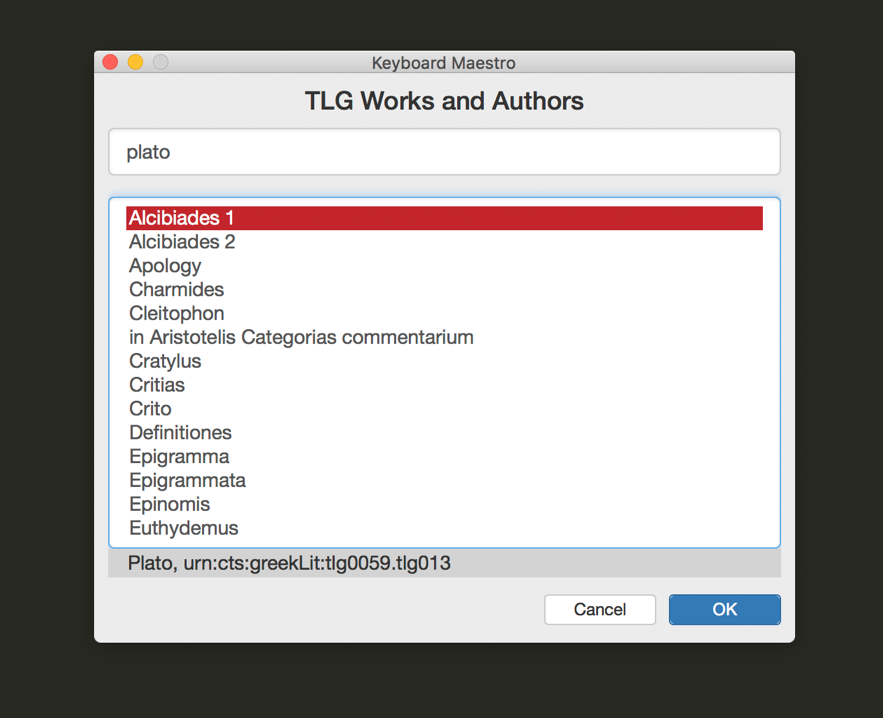 Keyboard Maestro
TLG Works and Authors
plato
Alcibiades 1
Alcibiades 2
Apology
Charmides
Cleitophon
in Aristotelis Categorias commentarium
Cratylus
Critias
Crito
Definitiones
Epigramma
Epigrammata
Epinomis
Euthydemus
Plato, urn:cts:greekLit:tlg0059.tlg013
Cancel
OK